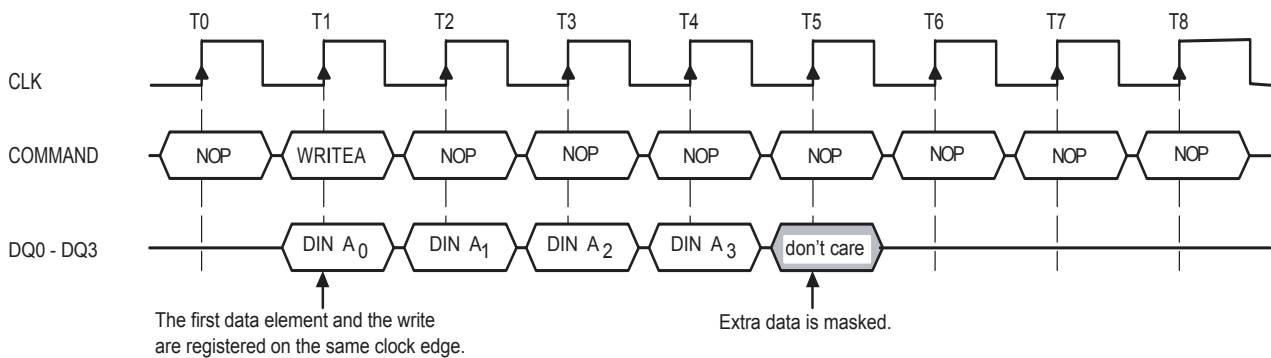 T0 T1 T2 T3 T4 T5 T6 T7 T8
CLK
COMMAND NOP WRITEA NOP NOP NOP NOP NOP NOP NOP
DQ0 - DQ3 DIN A0 DIN A1 DIN A2 DIN A3 don't care
The first data element and the write
are registered on the same clock edge.
Extra data is masked.